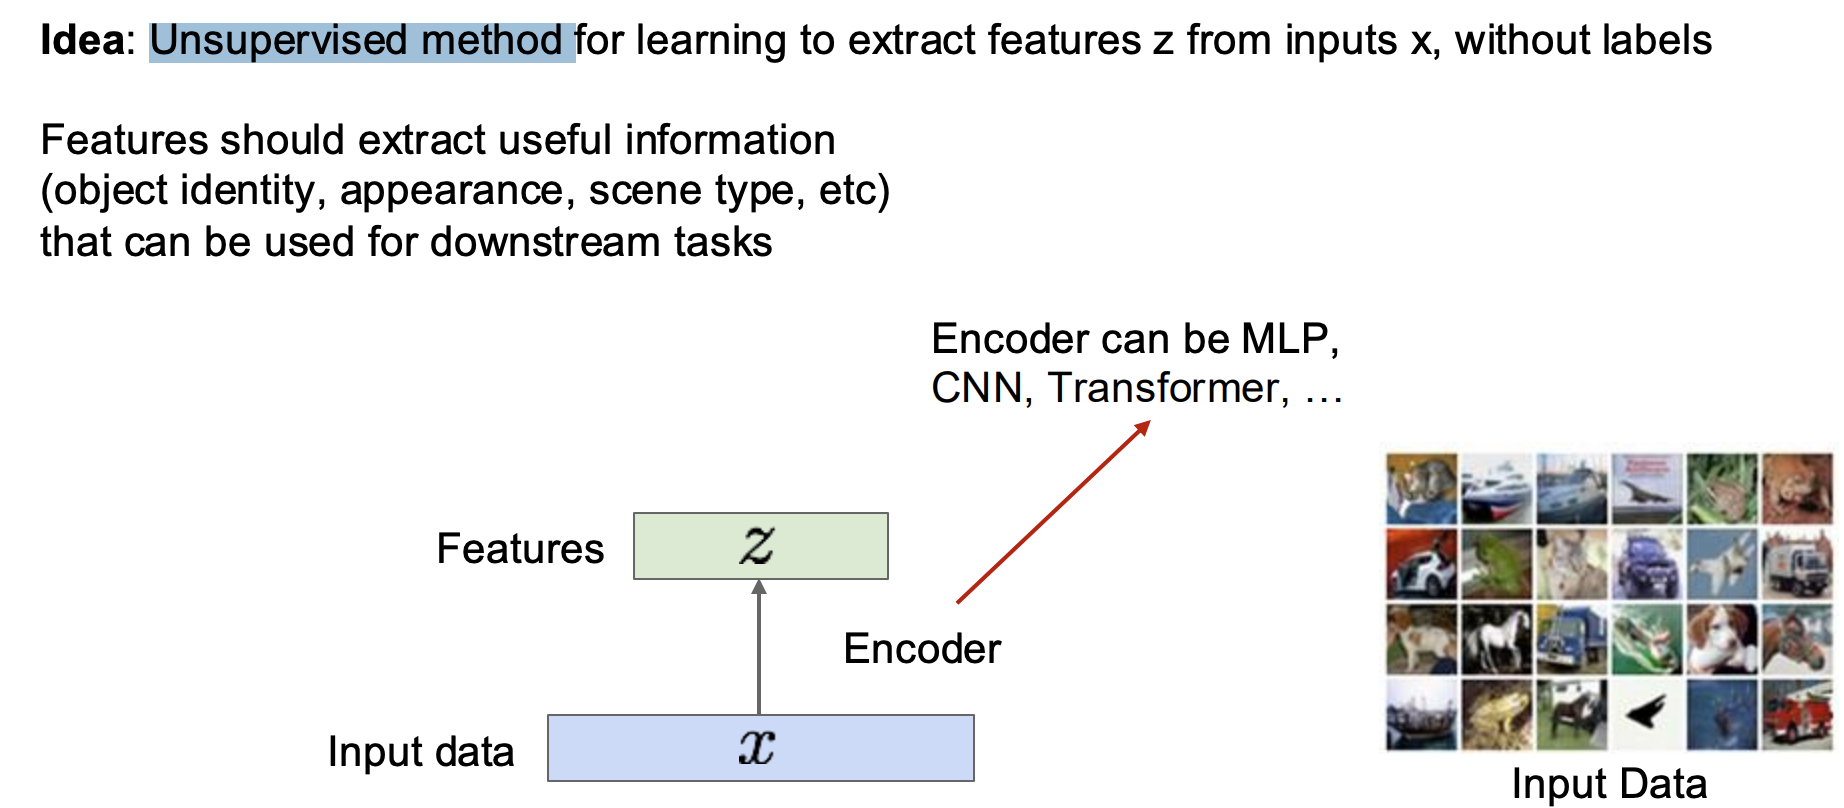 Idea: Unsupervised method for learning to extract features z from inputs x, without labels
Features should extract useful information
(object identity, appearance, scene type, etc)
that can be used for downstream tasks
Encoder can be MLP,
CNN, Transformer, …
Features
z
Encoder
Input data
x
Input Data